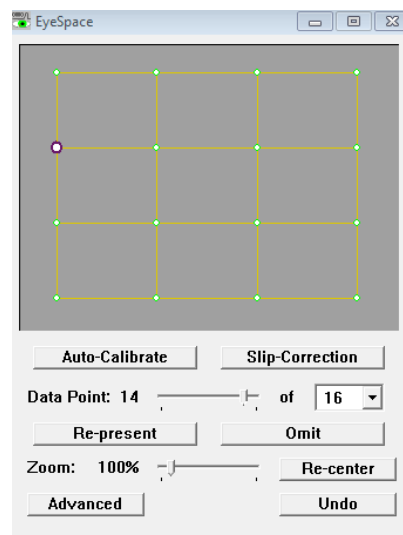 EyeSpace
Auto-Calibrate Slip-Correction
Data Point: 14 of 16
Re-present Omit
Zoom: 100% Re-center
Advanced Undo